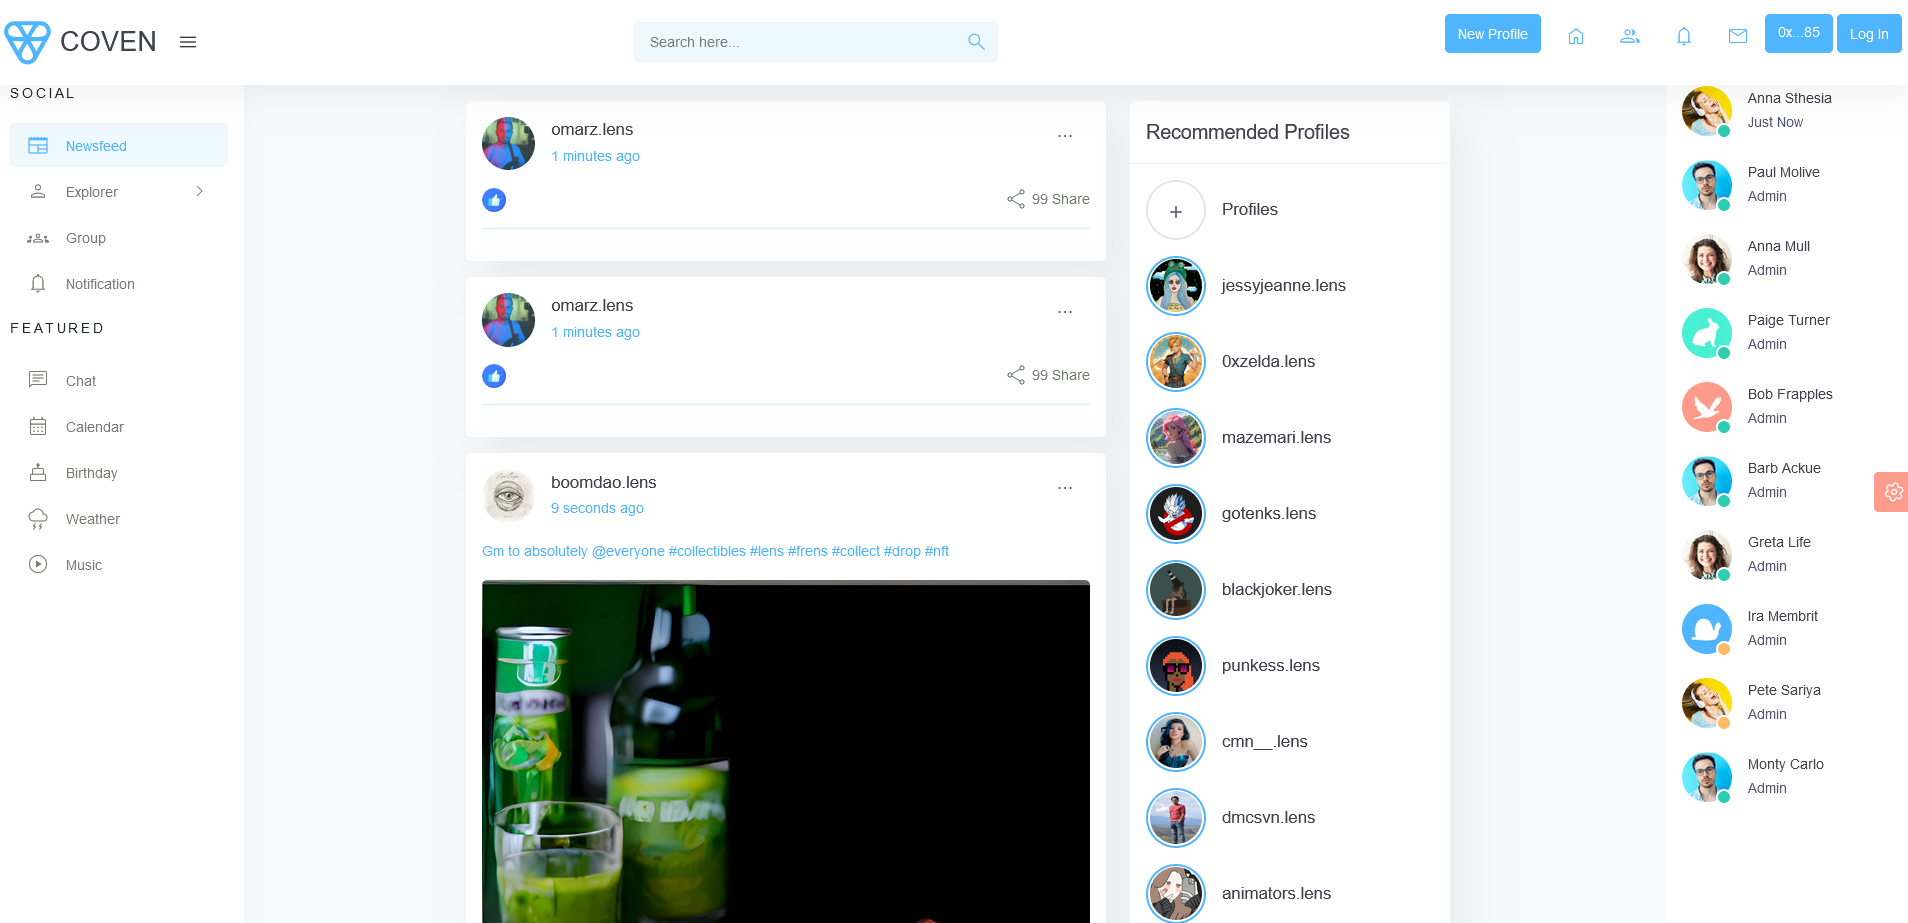 COVEN
Search here...
New Profile
0x...85
Log In
SOCIAL
Newsfeed
Explorer
Group
Notification
FEATURED
Chat
Calendar
Birthday
Weather
Music
omarz.lens
1 minutes ago
99 Share
omarz.lens
1 minutes ago
99 Share
boomdao.lens
9 seconds ago
Gm to absolutely @everyone #collectibles #lens #frens #collect #drop #nft
Recommended Profiles
Profiles
jessyjeanne.lens
0xzelda.lens
mazemari.lens
gotenks.lens
blackjoker.lens
punkess.lens
cmn__.lens
dmcsvn.lens
animators.lens
Anna Sthesia
Just Now
Paul Molive
Admin
Anna Mull
Admin
Paige Turner
Admin
Bob Frapples
Admin
Barb Ackue
Admin
Greta Life
Admin
Ira Membrit
Admin
Pete Sariya
Admin
Monty Carlo
Admin